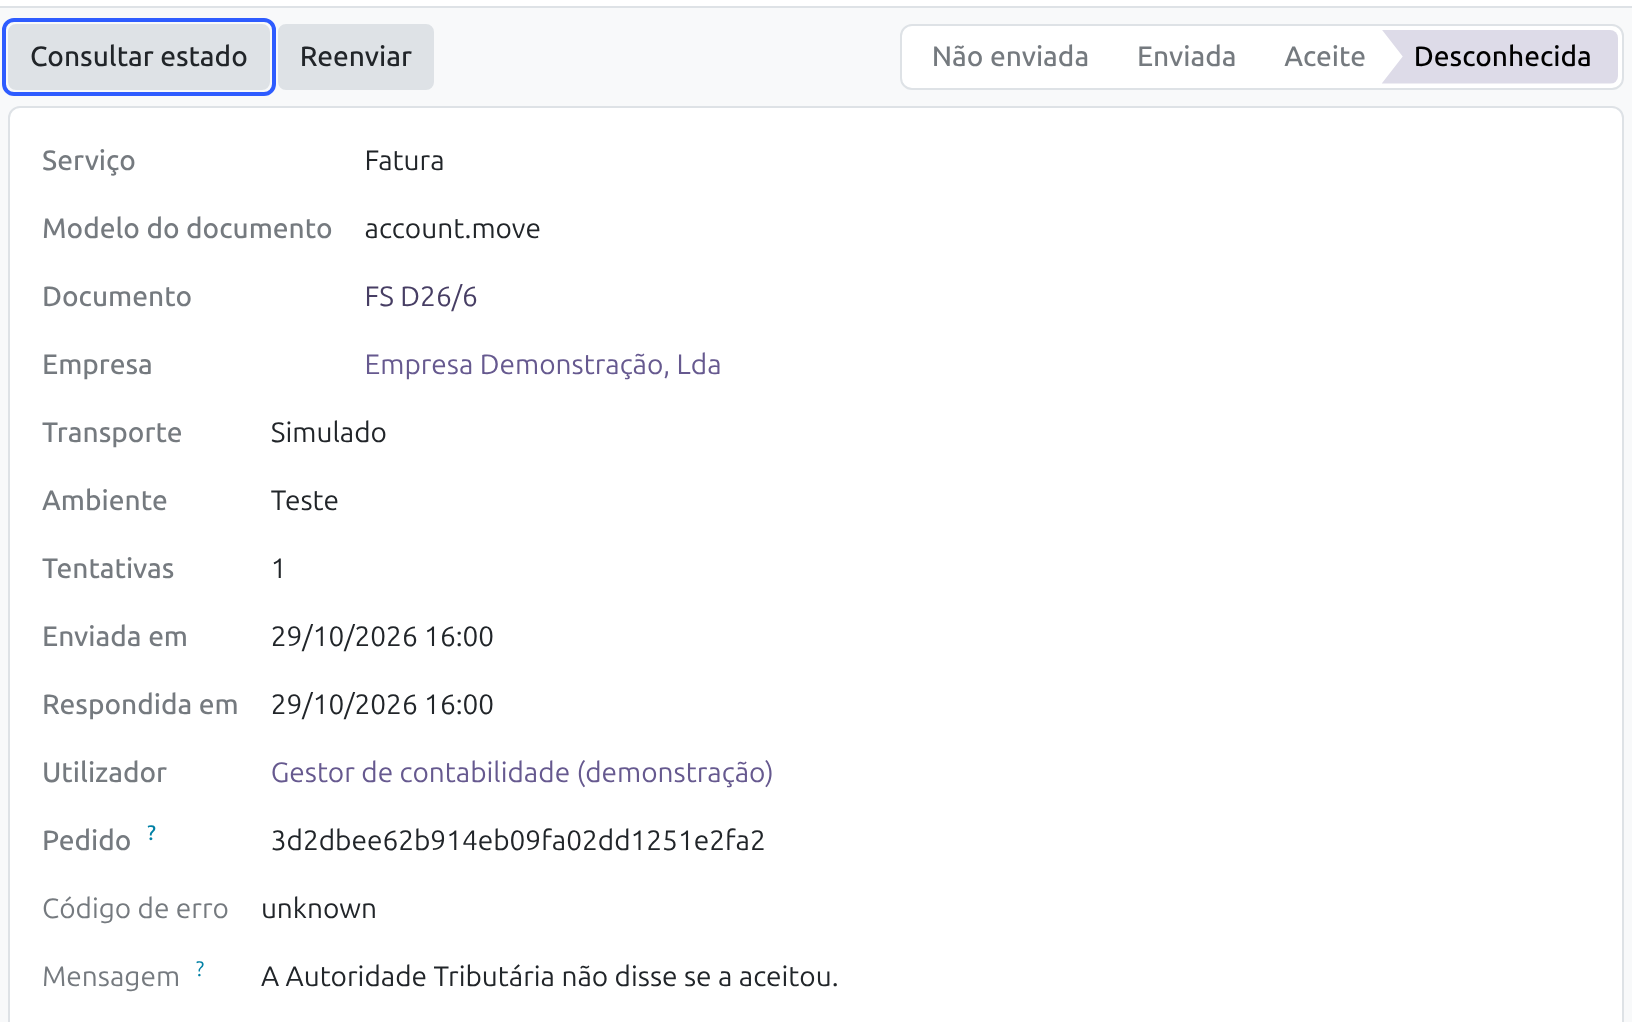 Consultar estado
Reenviar
Não enviada
Enviada
Aceite
Desconhecida
Serviço Fatura
Modelo do documento account.move
Documento FS D26/6
Empresa Empresa Demonstração, Lda
Transporte Simulado
Ambiente Teste
Tentativas 1
Enviada em 29/10/2026 16:00
Respondida em 29/10/2026 16:00
Utilizador Gestor de contabilidade (demonstração)
Pedido ? 3d2dbee62b914eb09fa02dd1251e2fa2
Código de erro unknown
Mensagem ? A Autoridade Tributária não disse se a aceitou.